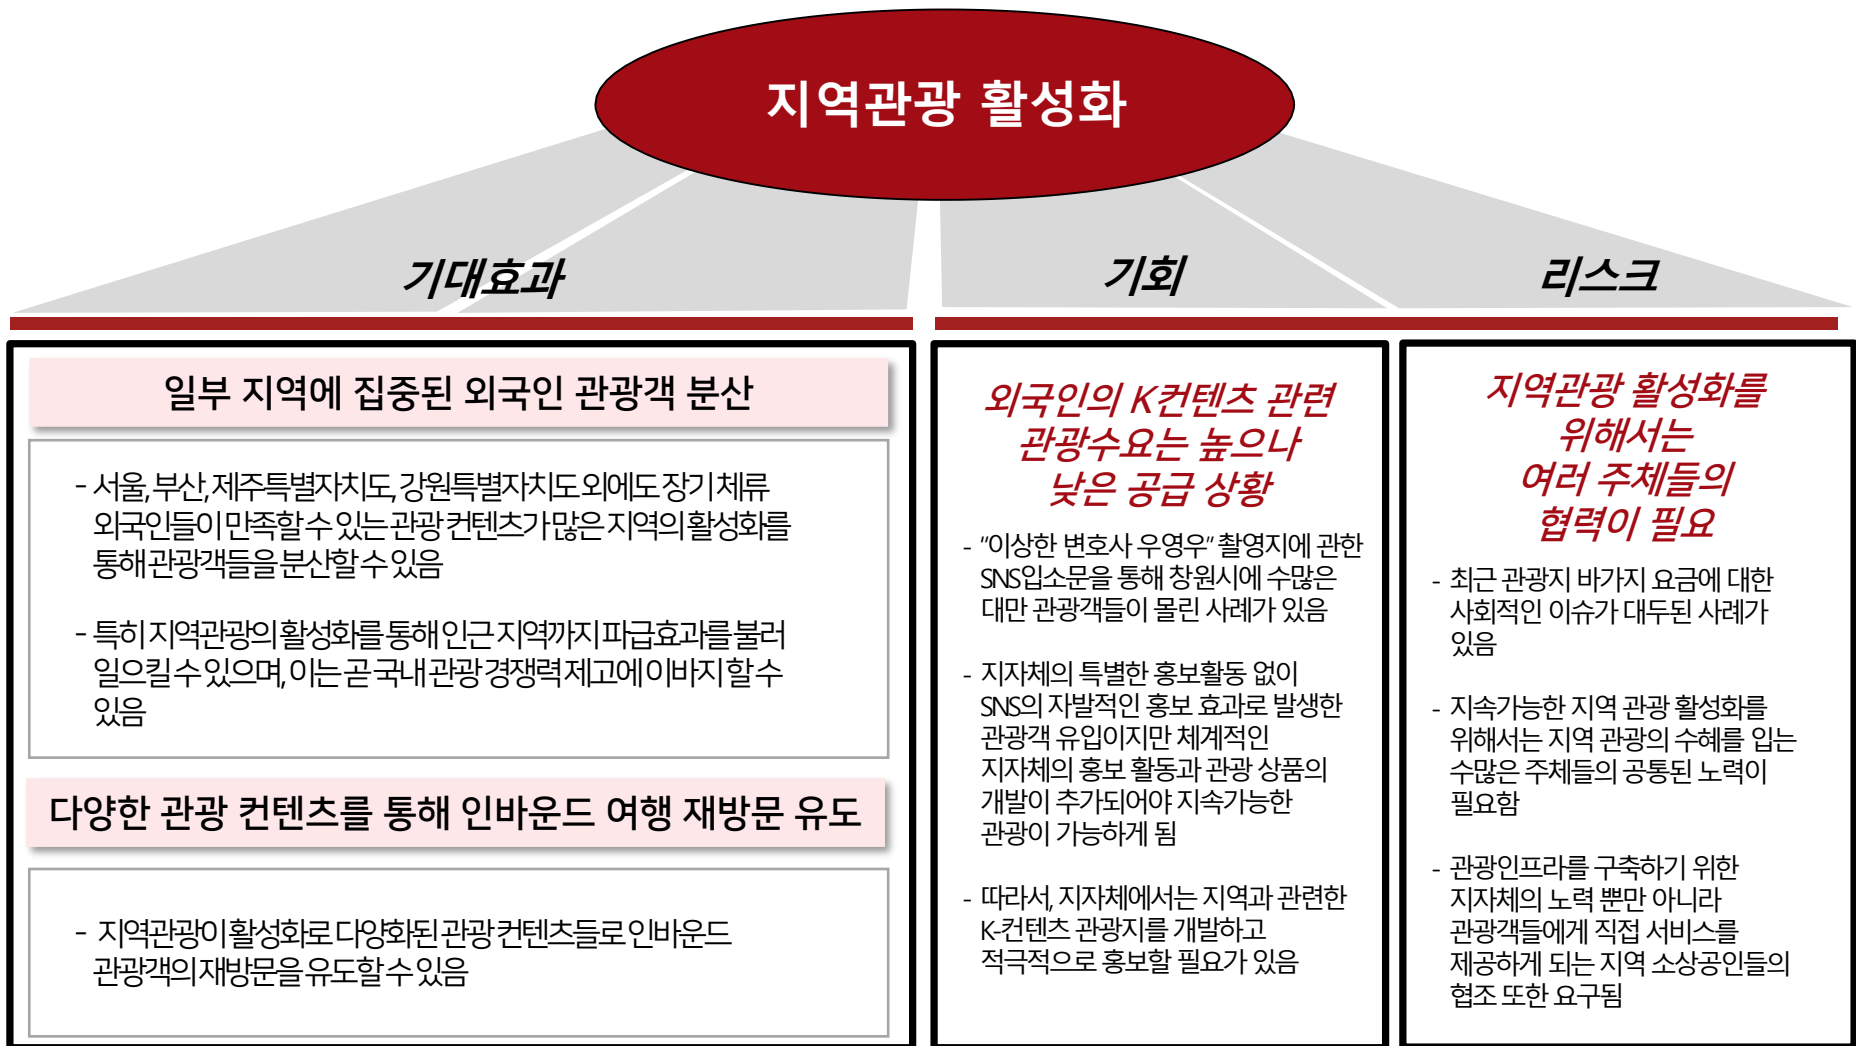 지역관광 활성화
기대효과
일부 지역에 집중된 외국인 관광객 분산
- 서울, 부산, 제주특별자치도, 강원특별자치도 외에도 장기 체류
외국인들이 만족할 수 있는 관광 컨텐츠가 많은 지역의 활성화를
통해 관광객들을 분산할 수 있음
- 특히 지역관광의 활성화를 통해 인근 지역까지 파급효과를 불러
일으킬 수 있으며, 이는 곧 국내 관광 경쟁력 제고에 이바지 할 수
있음
다양한 관광 컨텐츠를 통해 인바운드 여행 재방문 유도
- 지역관광이 활성화로 다양화된 관광 컨텐츠들로 인바운드
관광객의 재방문을 유도할 수 있음
기회
외국인의 K컨텐츠 관련
관광수요는 높으나
낮은 공급 상황
- "이상한 변호사 우영우" 촬영지에 관한
SNS입소문을 통해 창원시에 수많은
대만 관광객들이 몰린 사례가 있음
- 지자체의 특별한 홍보활동 없이
SNS의 자발적인 홍보 효과로 발생한
관광객 유입이지만 체계적인
지자체의 홍보 활동과 관광 상품의
개발이 추가되어야 지속가능한
관광이 가능하게 됨
- 따라서, 지자체에서는 지역과 관련한
K-컨텐츠 관광지를 개발하고
적극적으로 홍보할 필요가 있음
리스크
지역관광 활성화를
위해서는
여러 주체들의
협력이 필요
- 최근 관광지 바가지 요금에 대한
사회적인 이슈가 대두된 사례가
있음
- 지속가능한 지역 관광 활성화를
위해서는 지역 관광의 수혜를 입는
수많은 주체들의 공통된 노력이
필요함
- 관광인프라를 구축하기 위한
지자체의 노력 뿐만 아니라
관광객들에게 직접 서비스를
제공하게 되는 지역 소상공인들의
협조 또한 요구됨